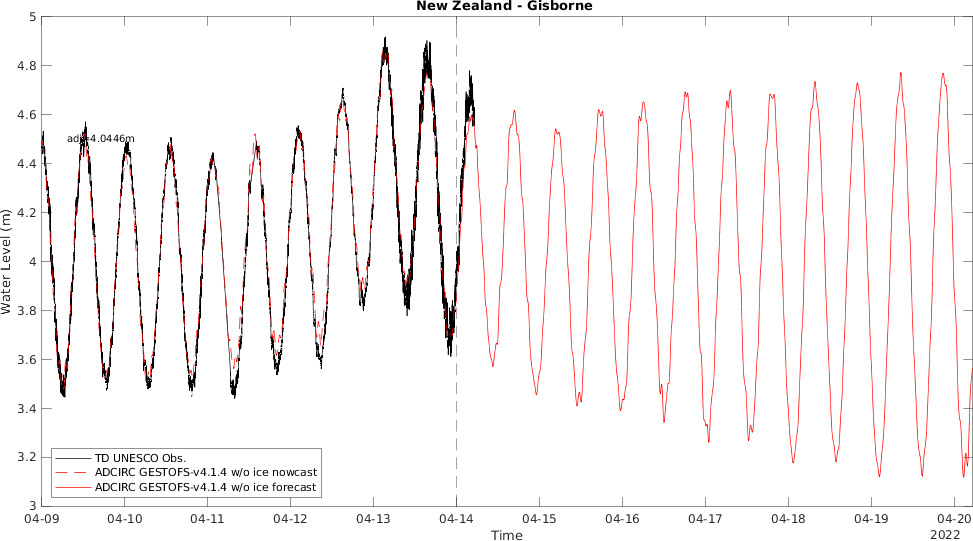 New Zealand - Gisborne
5
4.8
4.6
4.4
4.2
4
3.8
3.6
3.4
3.2
3
Water Level (m)
TD UNESCO Obs.
ADCIRC GESTOFS-v4.1.4 w/o ice nowcast
ADCIRC GESTOFS-v4.1.4 w/o ice forecast
04-09 04-10 04-11 04-12 04-13 04-14 04-15 04-16 04-17 04-18 04-19 04-20
Time
2022